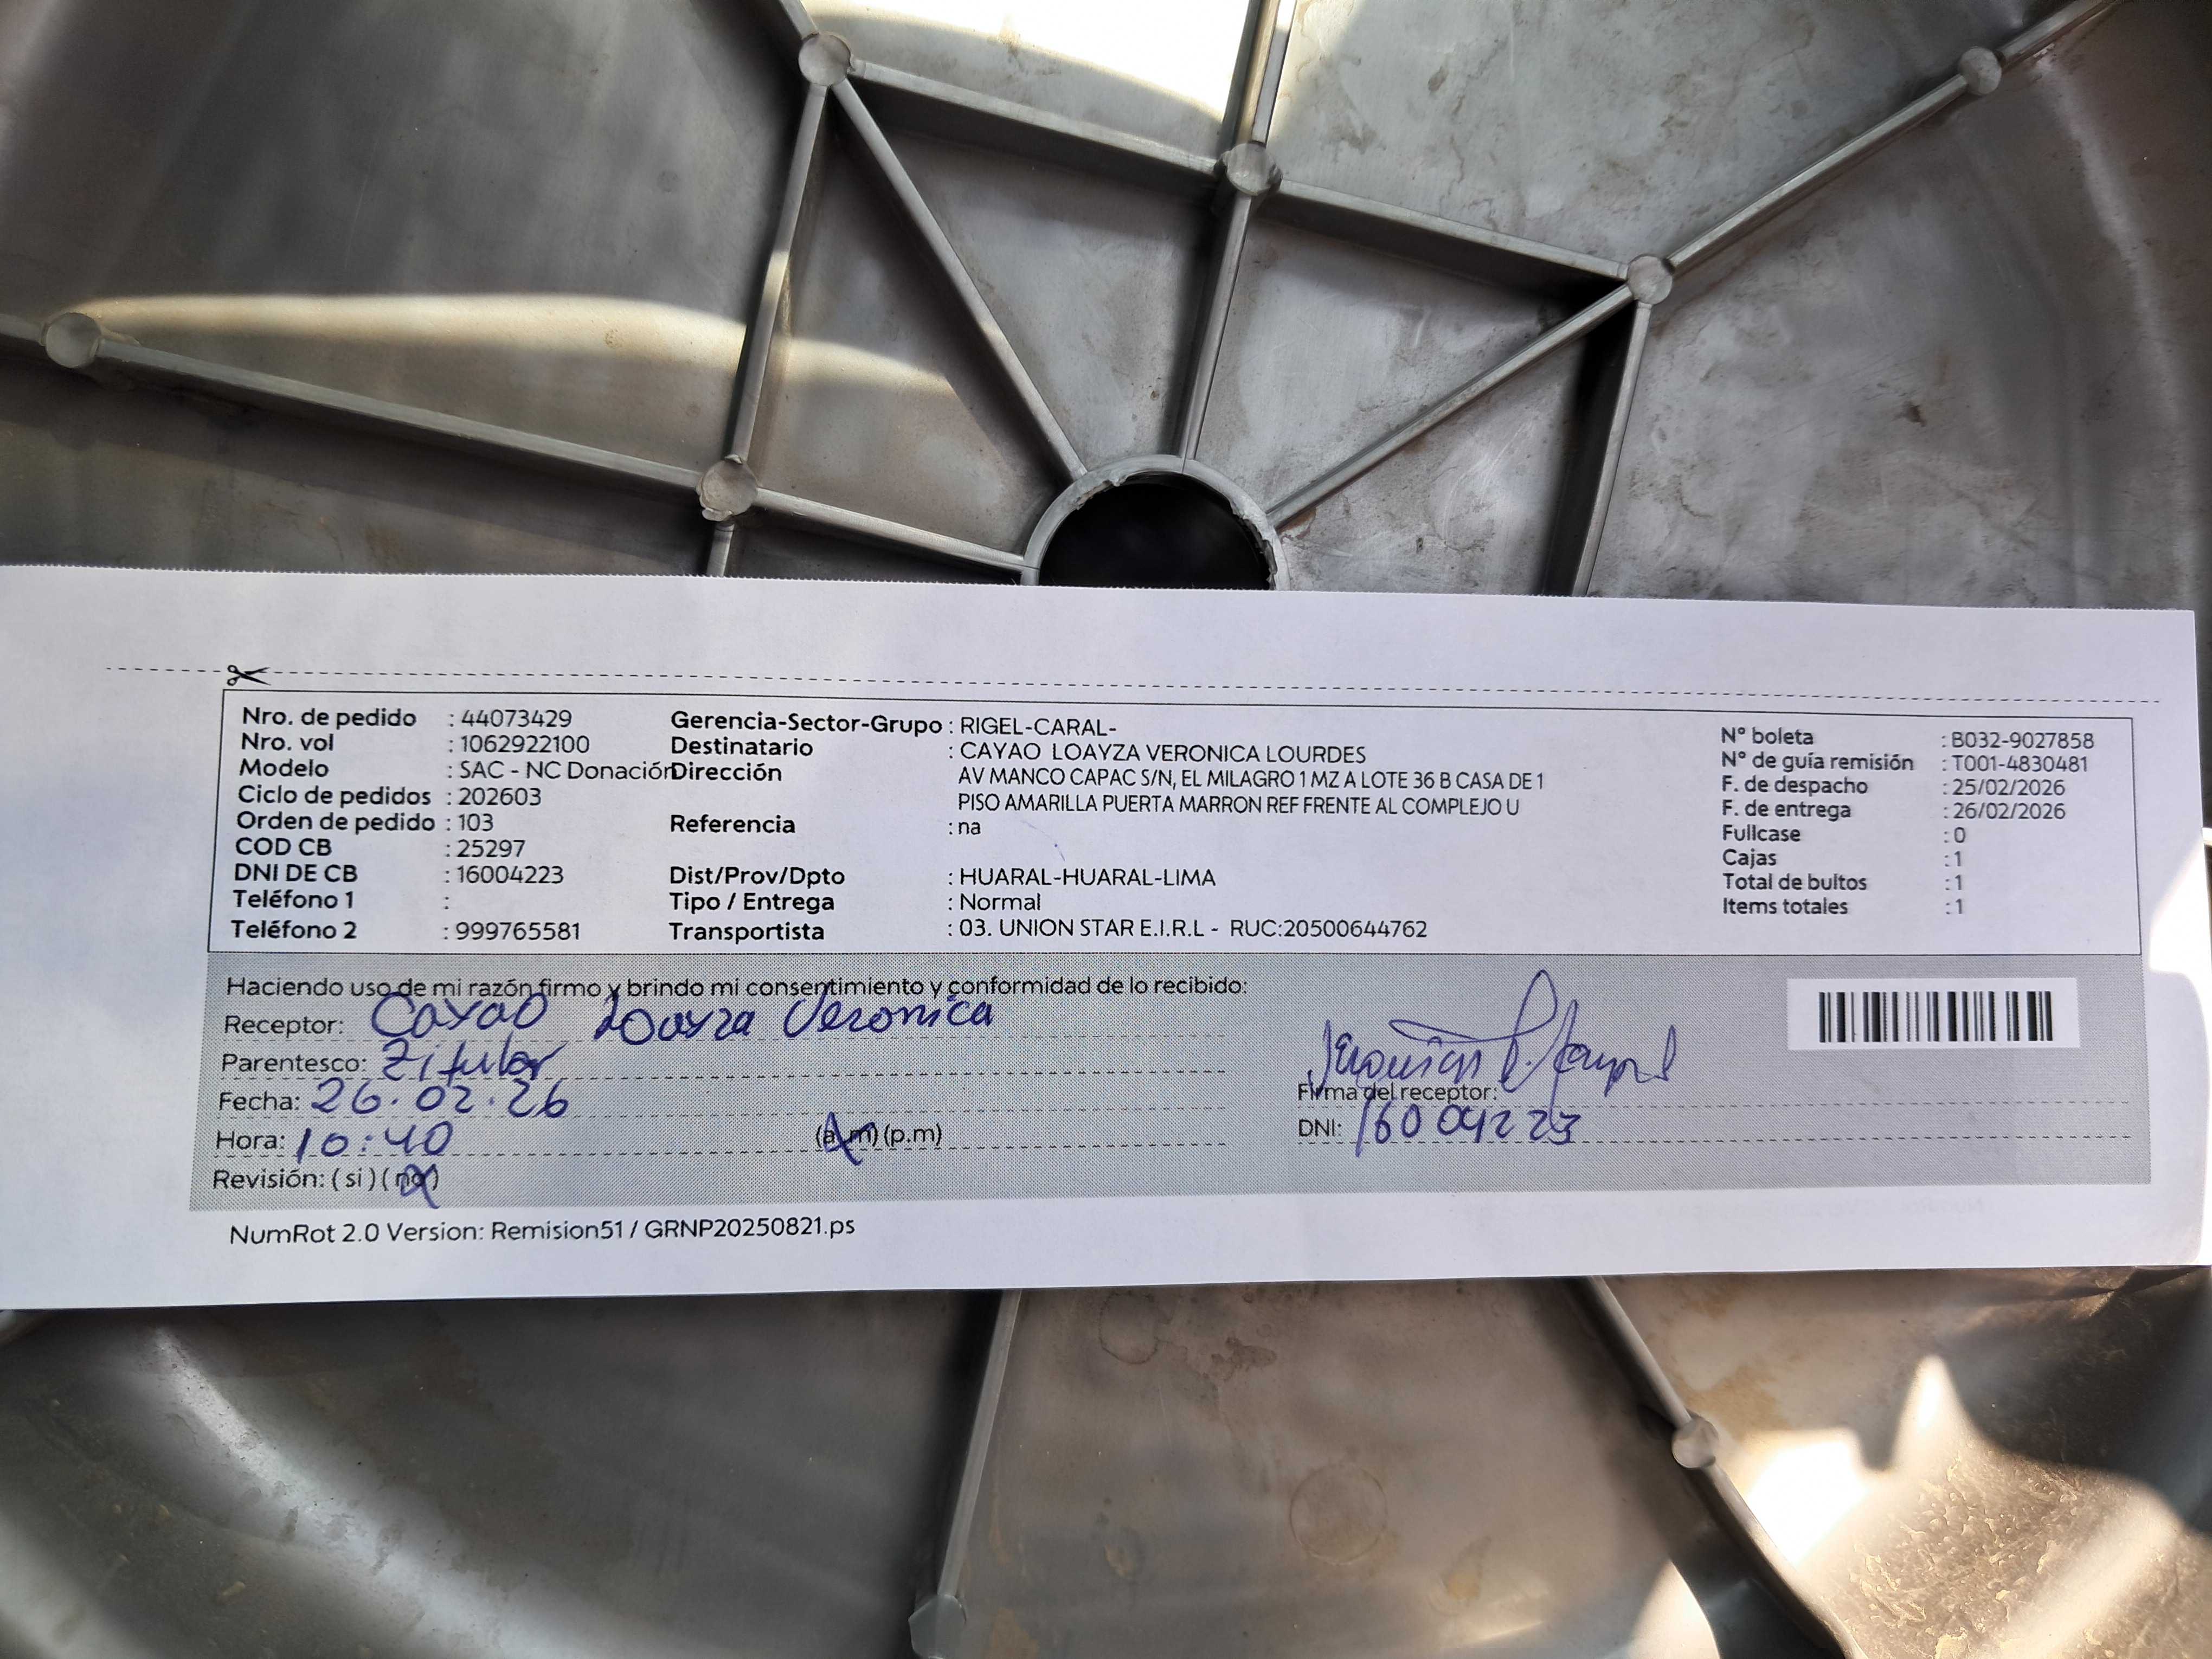 Nro. de pedido : 44073429
Nro. vol : 1062922100
Modelo : SAC - NC Donación
Ciclo de pedidos : 202603
Orden de pedido : 103
COD CB : 25297
DNI DE CB : 16004223
Teléfono 1 :
Teléfono 2 : 999765581
Gerencia-Sector-Grupo : RIGEL-CARAL-
Destinatario : CAYAO LOAYZA VERONICA LOURDES
Dirección AV MANCO CAPAC S/N, EL MILAGRO 1 MZ A LOTE 36 B CASA DE 1
PISO AMARILLA PUERTA MARRON REF FRENTE AL COMPLEJO U
Referencia : na
Dist/Prov/Dpto : HUARAL-HUARAL-LIMA
Tipo / Entrega : Normal
Transportista : 03. UNION STAR E.I.R.L - RUC:20500644762
N° boleta : B032-9027858
N° de guía remisión : T001-4830481
F. de despacho : 25/02/2026
F. de entrega : 26/02/2026
Fullcase : 0
Cajas : 1
Total de bultos : 1
Items totales : 1
Haciendo uso de mi razón firmo y brindo mi consentimiento y conformidad de lo recibido:
Receptor: Cayao Loayza Veronica
Parentesco: Titular
Fecha: 26.02.26
Hora: 10:40 (a.m) (p.m)
Revisión: ( si ) ( no )
Firma del receptor:
DNI: 16004223
NumRot 2.0 Version: Remision51 / GRNP20250821.ps